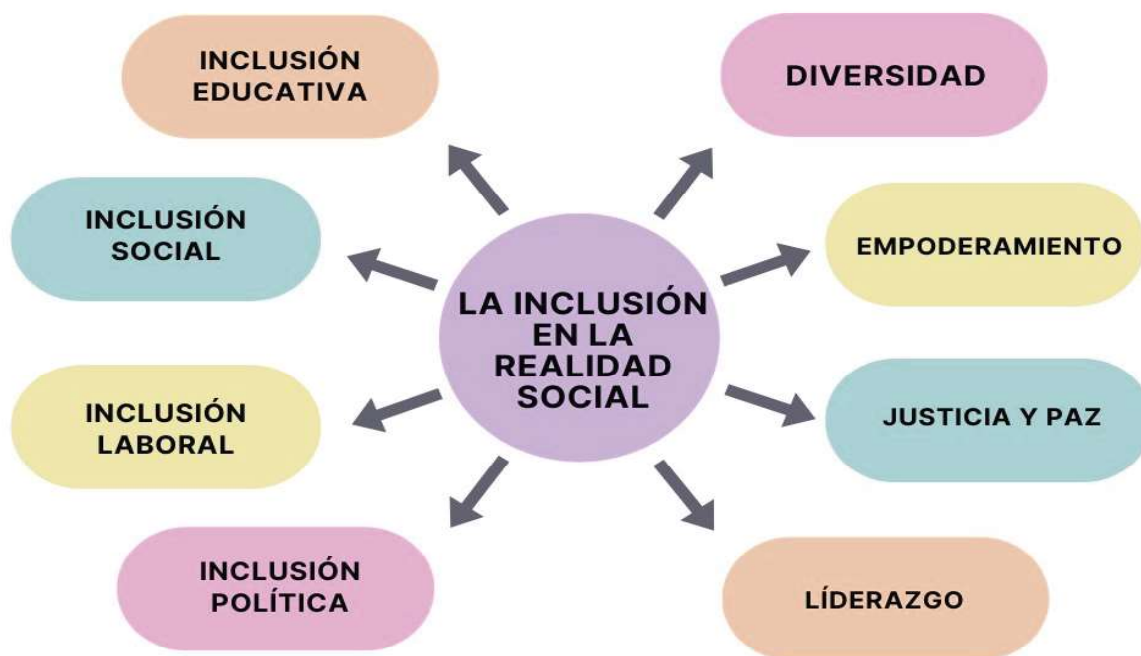 INCLUSIÓN
EDUCATIVA
DIVERSIDAD
INCLUSIÓN
SOCIAL
EMPODERAMIENTO
LA INCLUSIÓN
EN LA
REALIDAD
SOCIAL
INCLUSIÓN
LABORAL
JUSTICIA Y PAZ
INCLUSIÓN
POLÍTICA
LÍDERAZGO